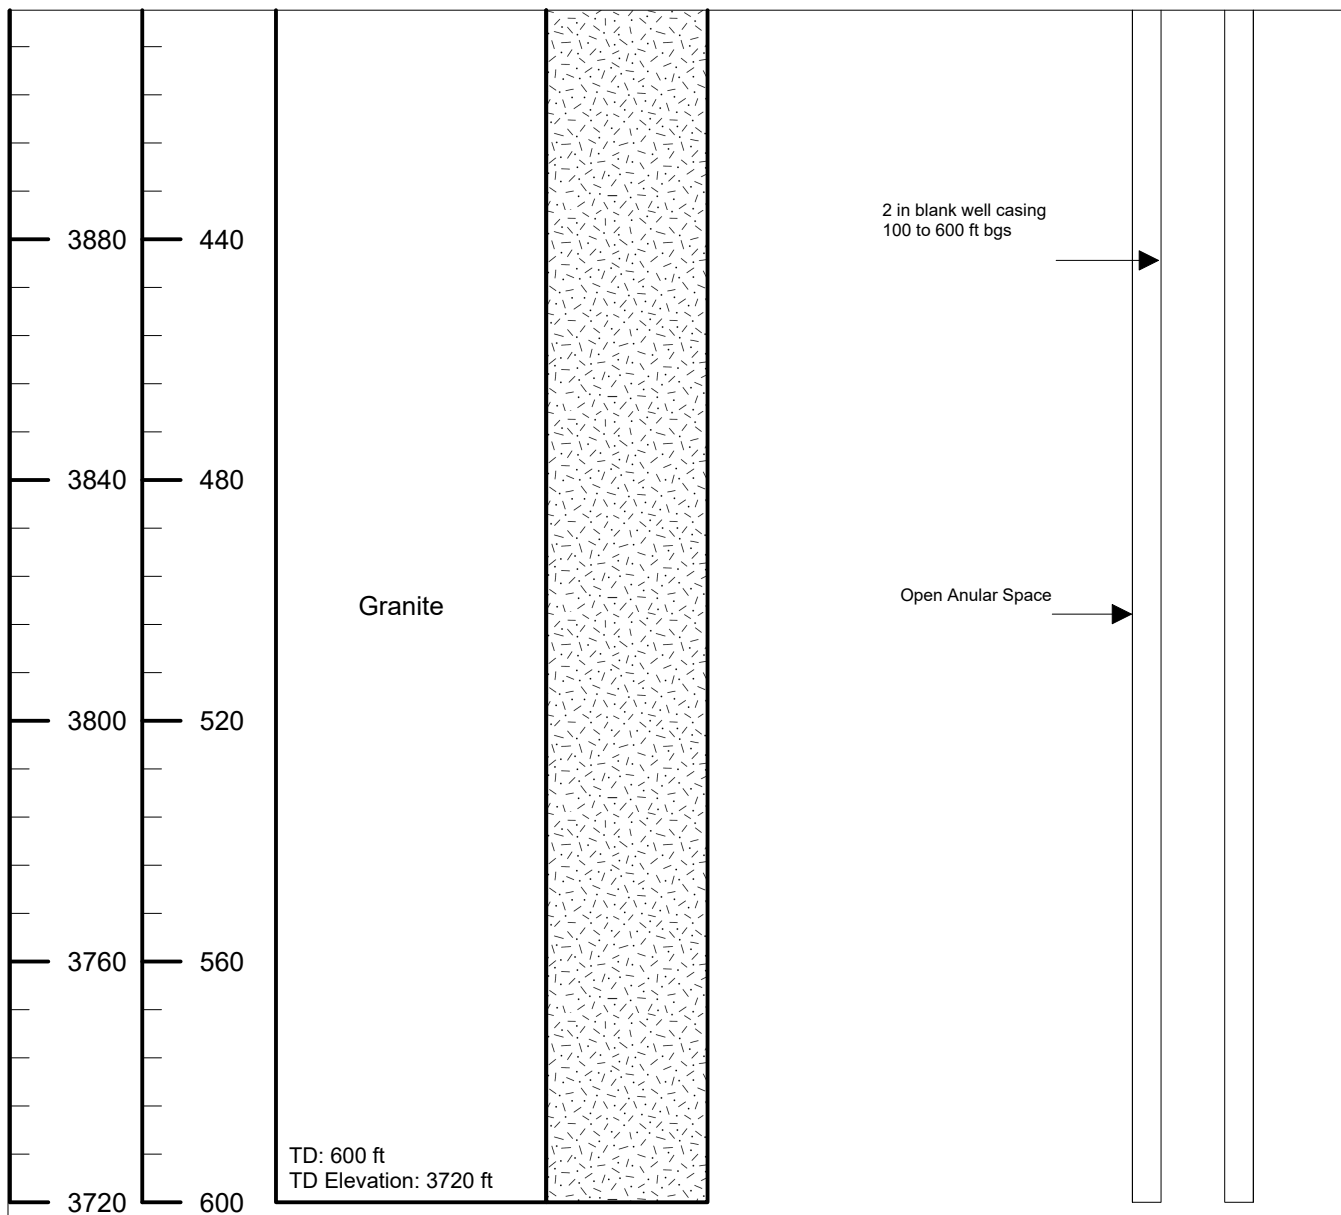 2 in blank well casing
100 to 600 ft bgs
3880 440
3840 480
Open Anular Space
Granite
3800 520
3760 560
TD: 600 ft
TD Elevation: 3720 ft
3720 600